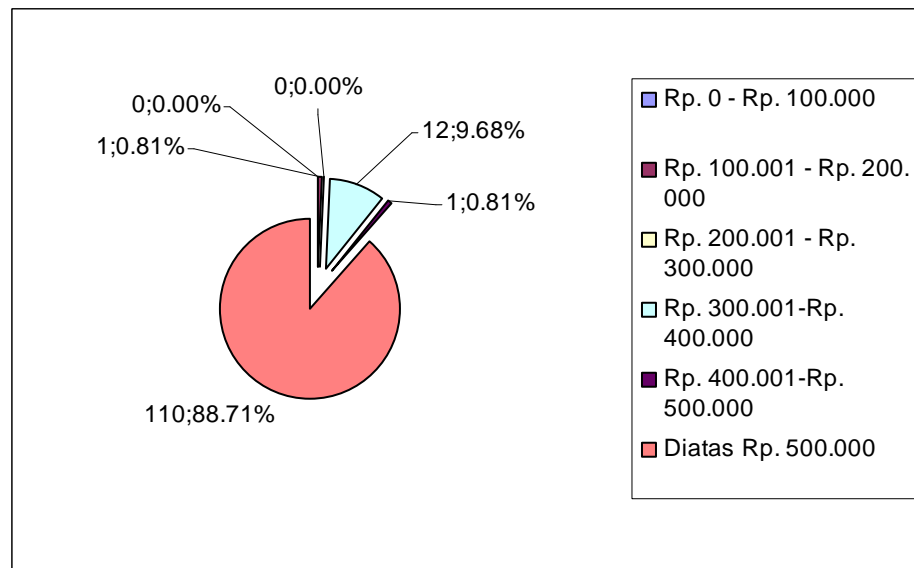 0;0.00%
0;0.00%
12;9.68%
1;0.81%
1;0.81%
110;88.71%
Rp. 0 - Rp. 100.000
Rp. 100.001 - Rp. 200.
000
Rp. 200.001 - Rp.
300.000
Rp. 300.001-Rp.
400.000
Rp. 400.001-Rp.
500.000
Diatas Rp. 500.000